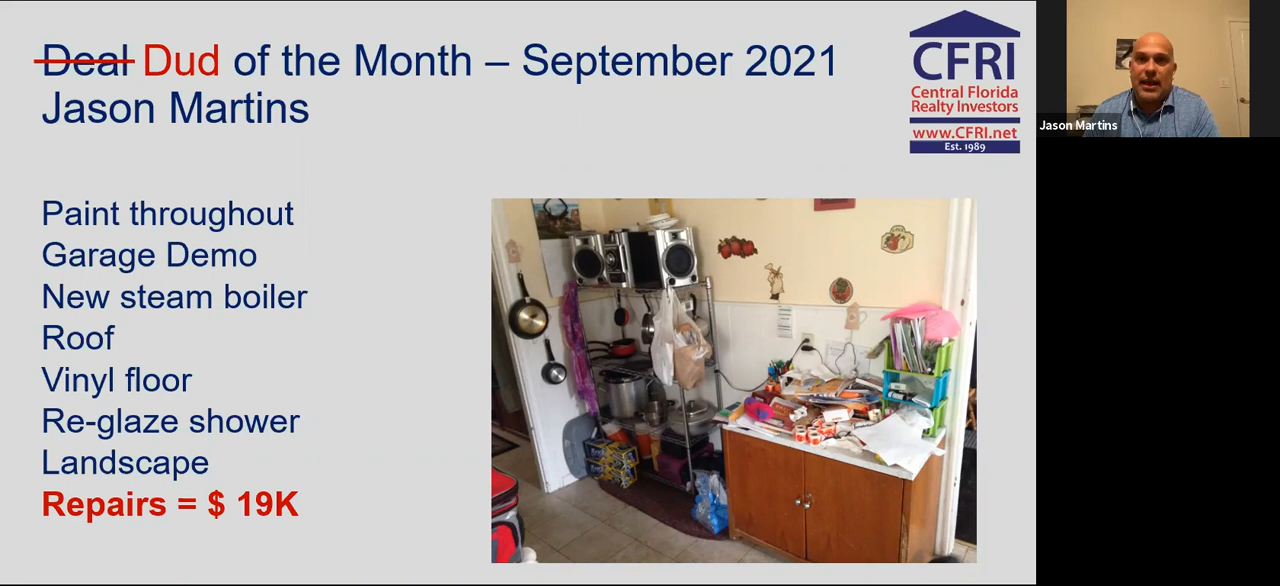 Deal Dud of the Month – September 2021
Jason Martins
CFRI
Central Florida
Realty Investors
www.CFRI.net
Est. 1989
Jason Martins
Paint throughout
Garage Demo
New steam boiler
Roof
Vinyl floor
Re-glaze shower
Landscape
Repairs = $ 19K